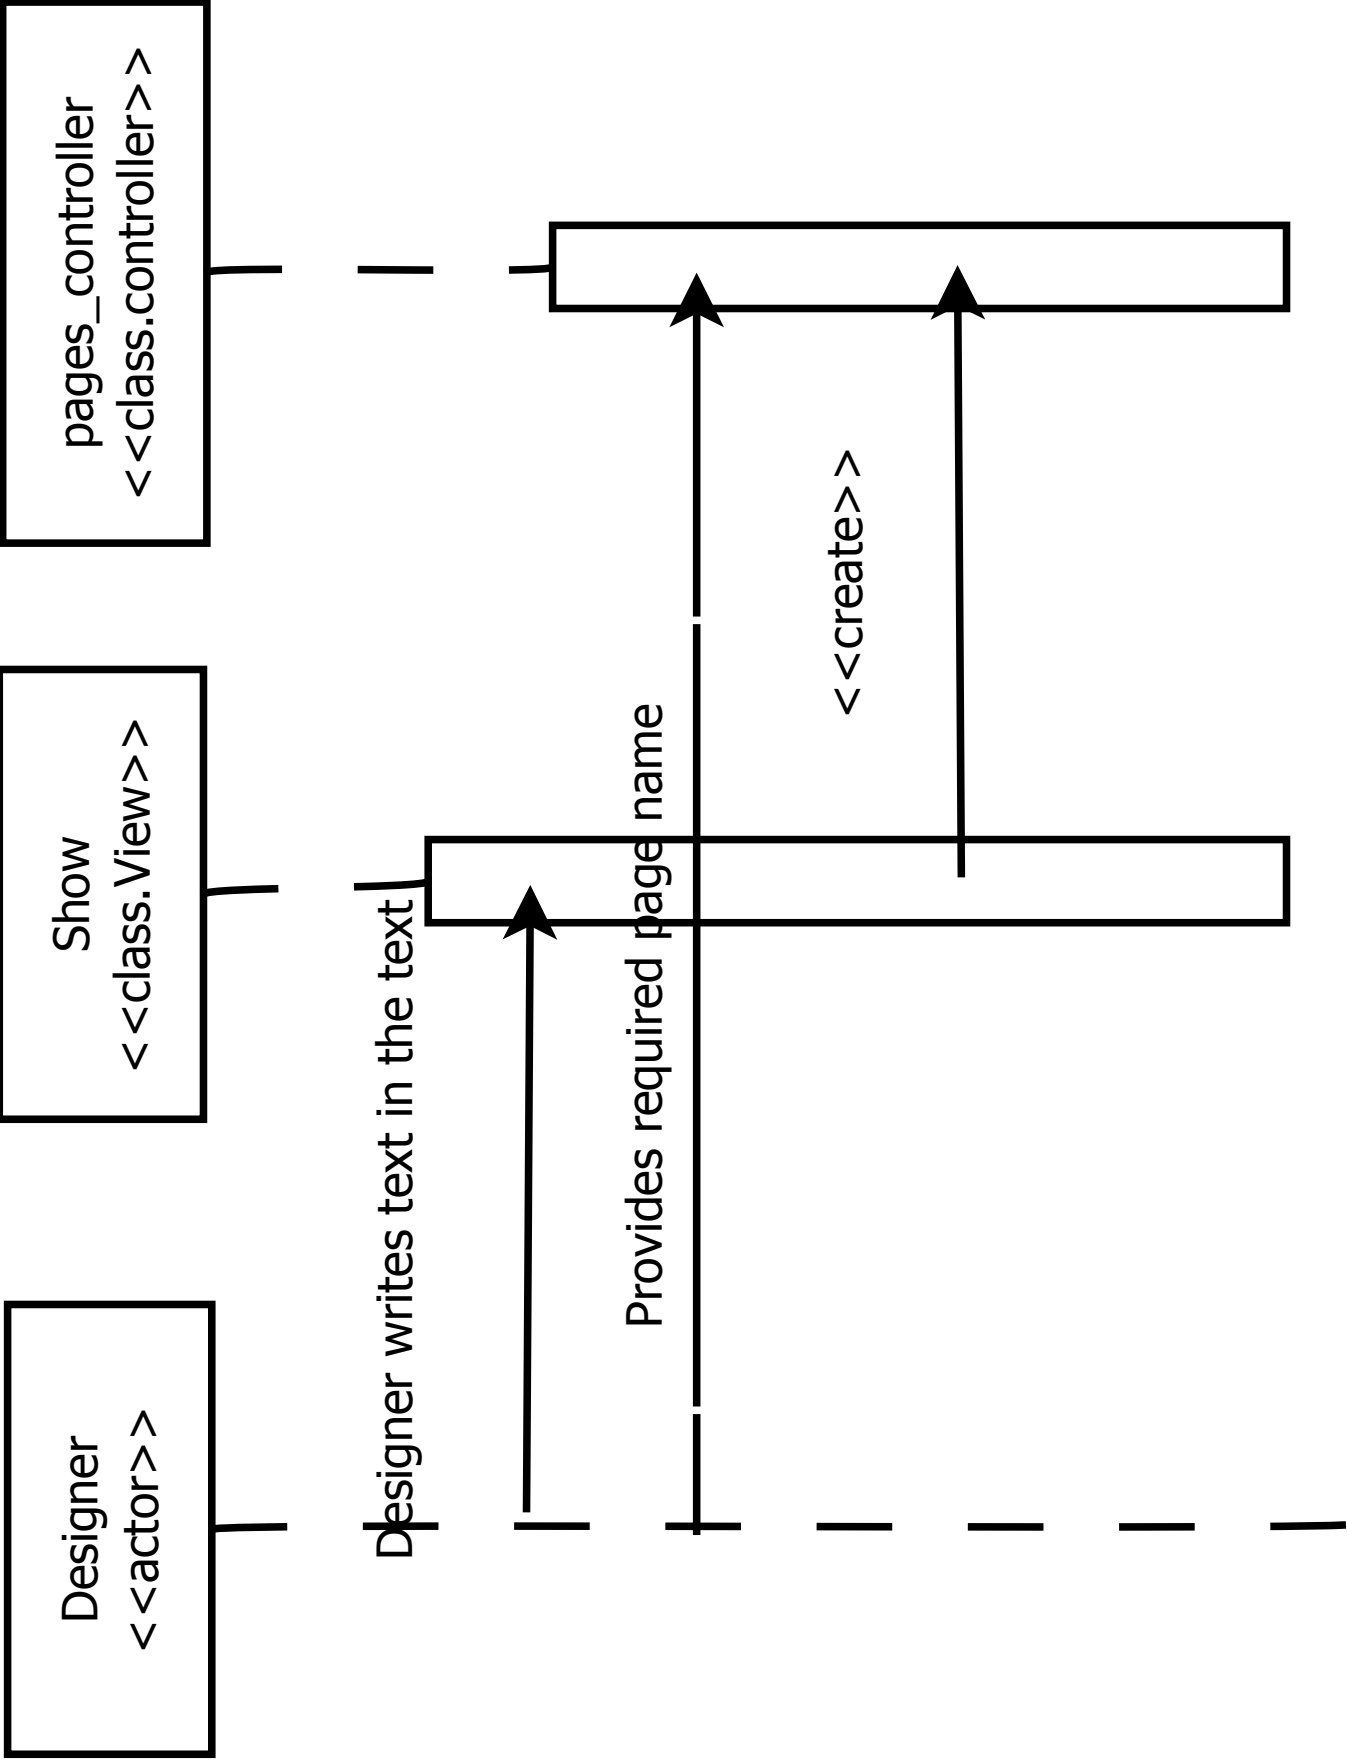 Designer
<<actor>>
Show
<<class.View>>
pages_controller
<<class.controller>>
Designer writes text in the text
Provides required page name
<<create>>